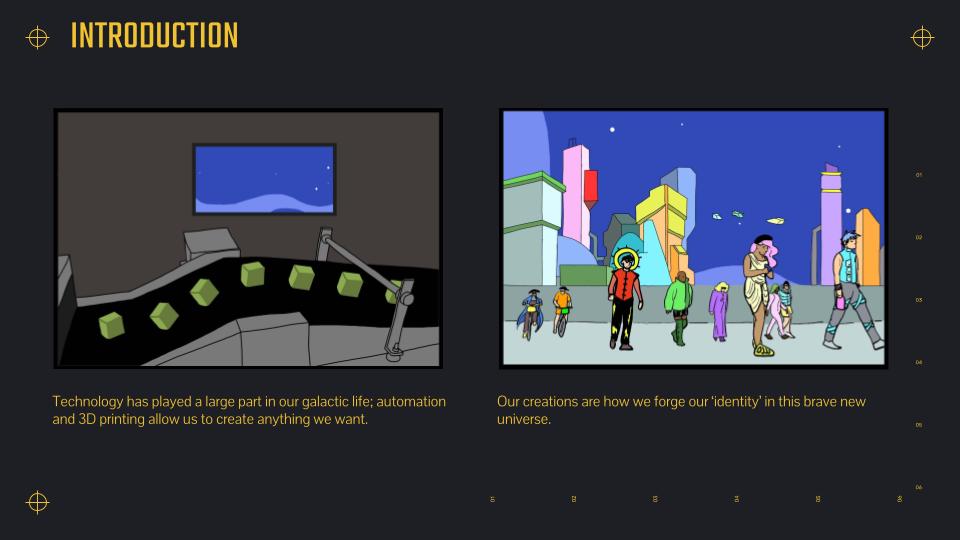 INTRODUCTION
Technology has played a large part in our galactic life; automation
and 3D printing allow us to create anything we want.
Our creations are how we forge our ‘identity’ in this brave new
universe.
01
02
03
04
05
06
01
02
03
04
05
06